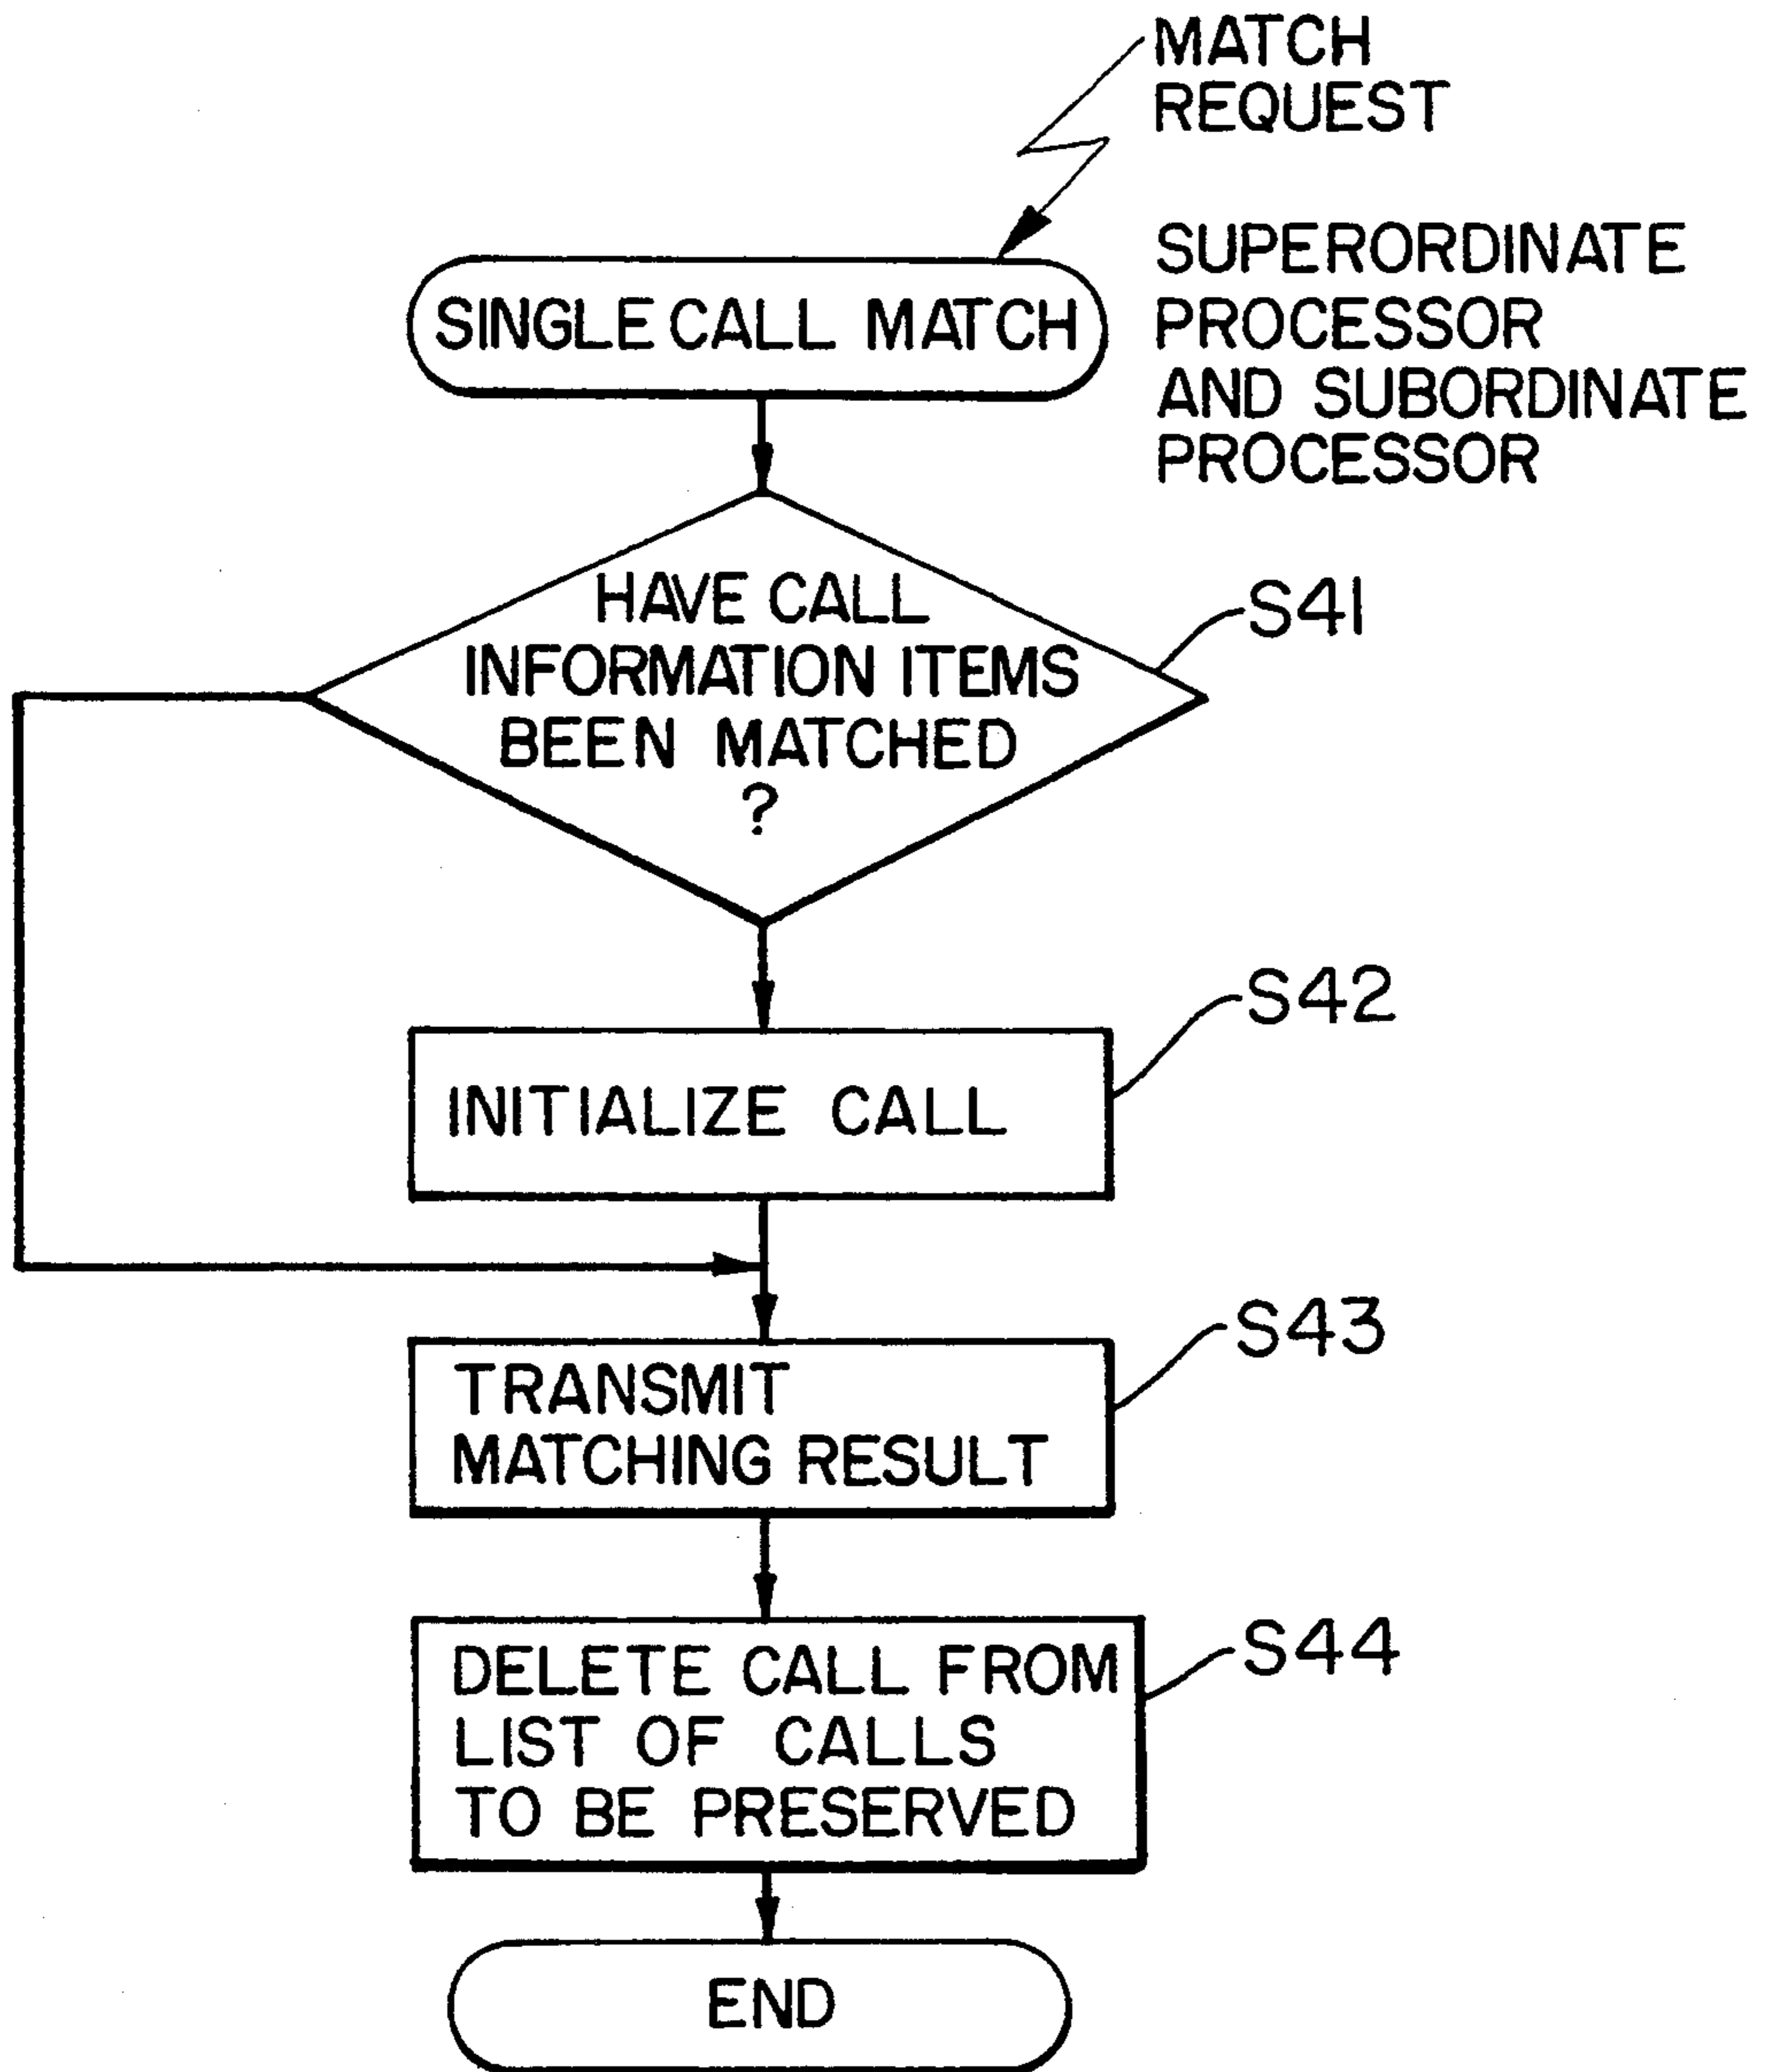 MATCH
REQUEST
SUPERORDINATE
PROCESSOR
AND SUBORDINATE
PROCESSOR
SINGLE CALL MATCH
HAVE CALL
INFORMATION ITEMS
BEEN MATCHED
?
S41
S42
INITIALIZE CALL
S43
TRANSMIT
MATCHING RESULT
S44
DELETE CALL FROM
LIST OF CALLS
TO BE PRESERVED
END